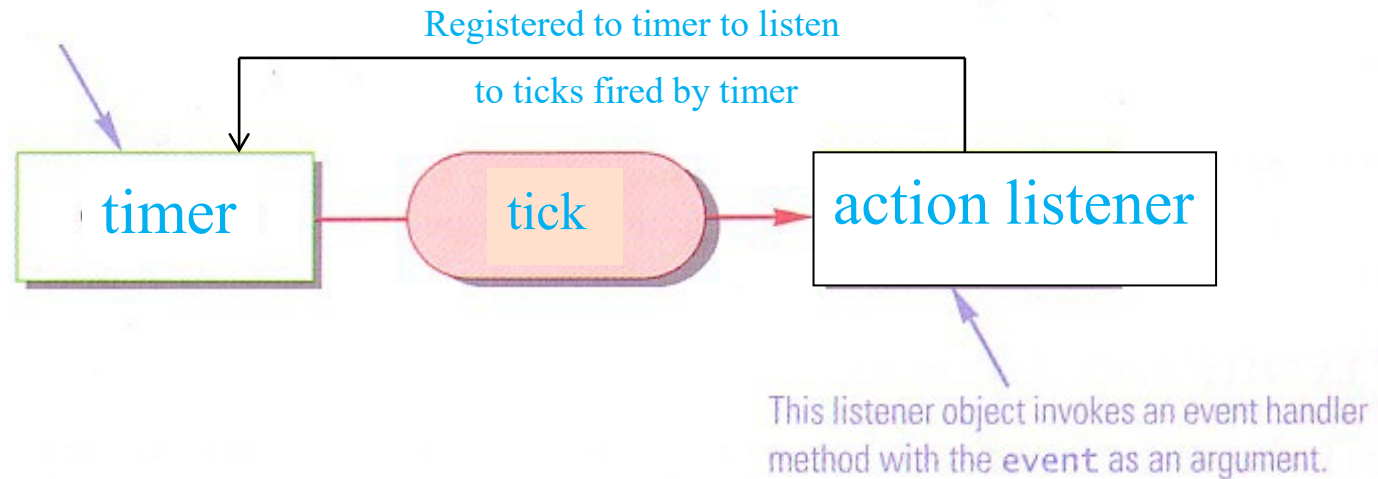 Registered to timer to listen
to ticks fired by timer
timer
tick
action listener
This listener object invokes an event handler
method with the event as an argument.